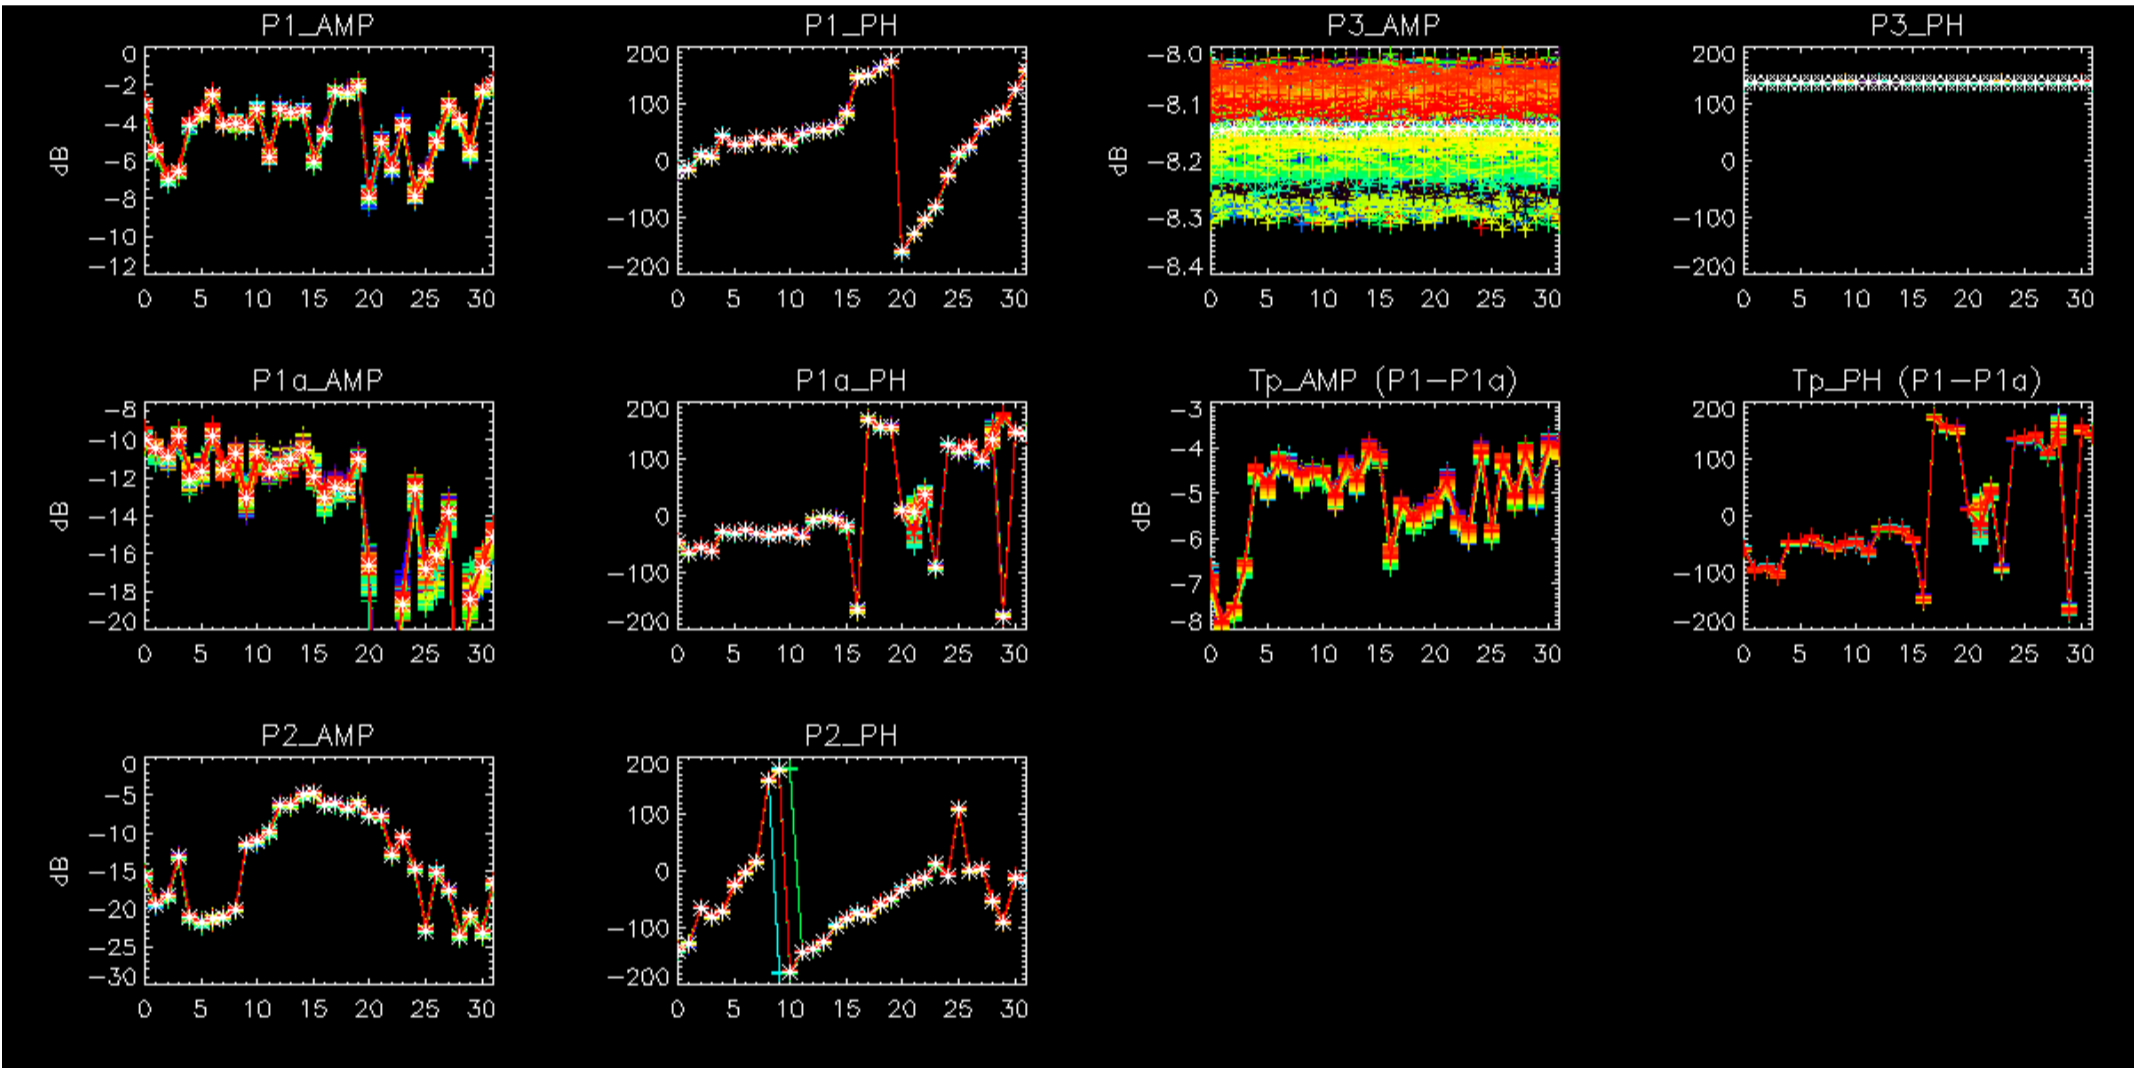 P1_AMP P1_PH P3_AMP P3_PH
0 200 -8.0 200
-2
-4 100 -8.1 100
dB -6 0 dB -8.2 0
-8
-10 -100 -8.3 -100
-12 -200 -8.4 -200
0 5 10 15 20 25 30 0 5 10 15 20 25 30 0 5 10 15 20 25 30 0 5 10 15 20 25 30
P1a_AMP P1a_PH Tp_AMP (P1-P1a) Tp_PH (P1-P1a)
-8 200 -3 200
-10 -4
-12 100 100
dB -14 0 dB -5 0
-16 -6
-18 -100 -7 -100
-20 -200 -8 -200
0 5 10 15 20 25 30 0 5 10 15 20 25 30 0 5 10 15 20 25 30 0 5 10 15 20 25 30
P2_AMP P2_PH
0 200
-5
-10 100
dB -15 0
-20
-25 -100
-30 -200
0 5 10 15 20 25 30 0 5 10 15 20 25 30